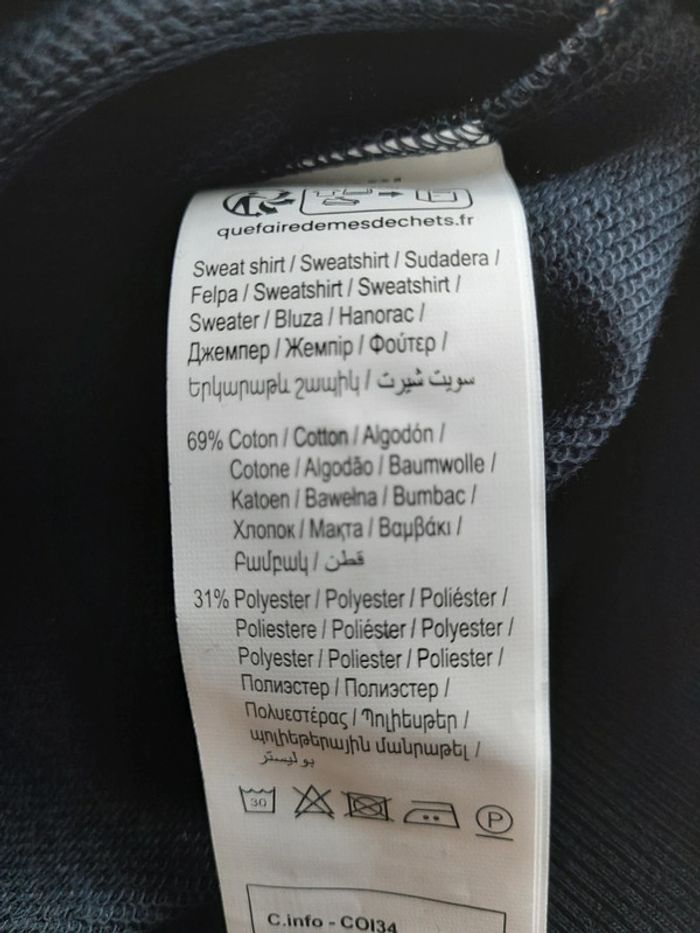 quefairedemesdechets.fr
Sweat shirt / Sweatshirt / Sudadera /
Felpa / Sweatshirt / Sweatshirt /
Sweater / Bluza / Hanorac /
Джемпер / Жемпір / Φούτερ /
Երկարաթև շապիկ / سويت شيرت
69% Coton / Cotton / Algodón /
Cotone / Algodão / Baumwolle /
Katoen / Bawełna / Bumbac /
Хлопок / Мақта / Βαμβάκι /
Բամբակ / قطن
31% Polyester / Polyester / Poliéster /
Poliestere / Poliéster / Polyester /
Polyester / Poliester / Poliester /
Полиэстер / Полиэстер /
Πολυεστέρας / Պոլիեսթեր /
պոլիեթերային մանրաթել /
بوليستر
30
P
C.info - COI34